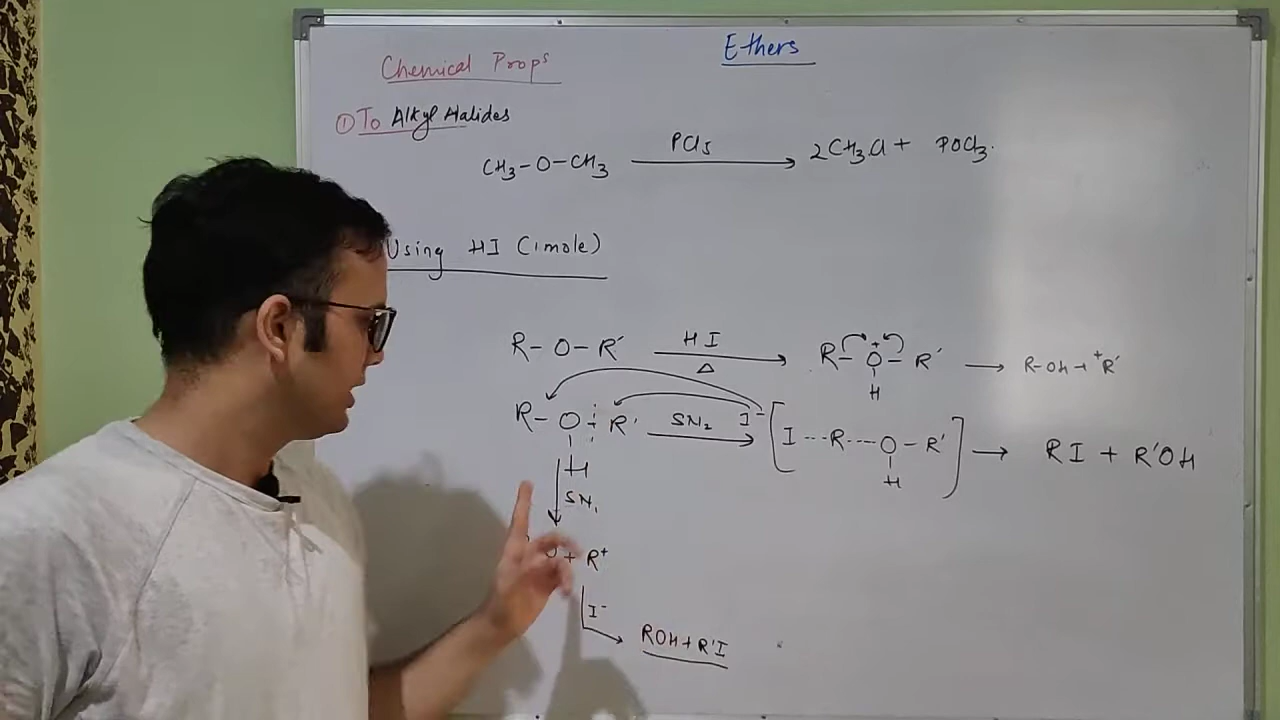 Ethers
Chemical Props
① To Alkyl Halides
CH₃-O-CH₃ PCl₅ → 2CH₃Cl + POCl₃.
Using HI (1mole)
R-O-R′ HI Δ → R-O⁺-R′ → R-OH + ⁺R′
H
R-O-R′ SN₂ → I⁻ [I---R---O-R′] → RI + R′OH
H H
SN₁
+ R⁺
I⁻
ROH + R′I